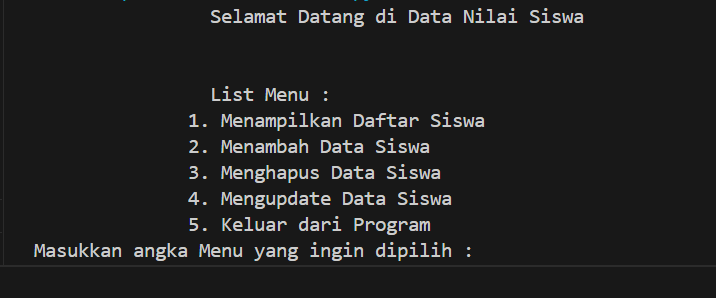 Selamat Datang di Data Nilai Siswa
List Menu :
1. Menampilkan Daftar Siswa
2. Menambah Data Siswa
3. Menghapus Data Siswa
4. Mengupdate Data Siswa
5. Keluar dari Program
Masukkan angka Menu yang ingin dipilih :